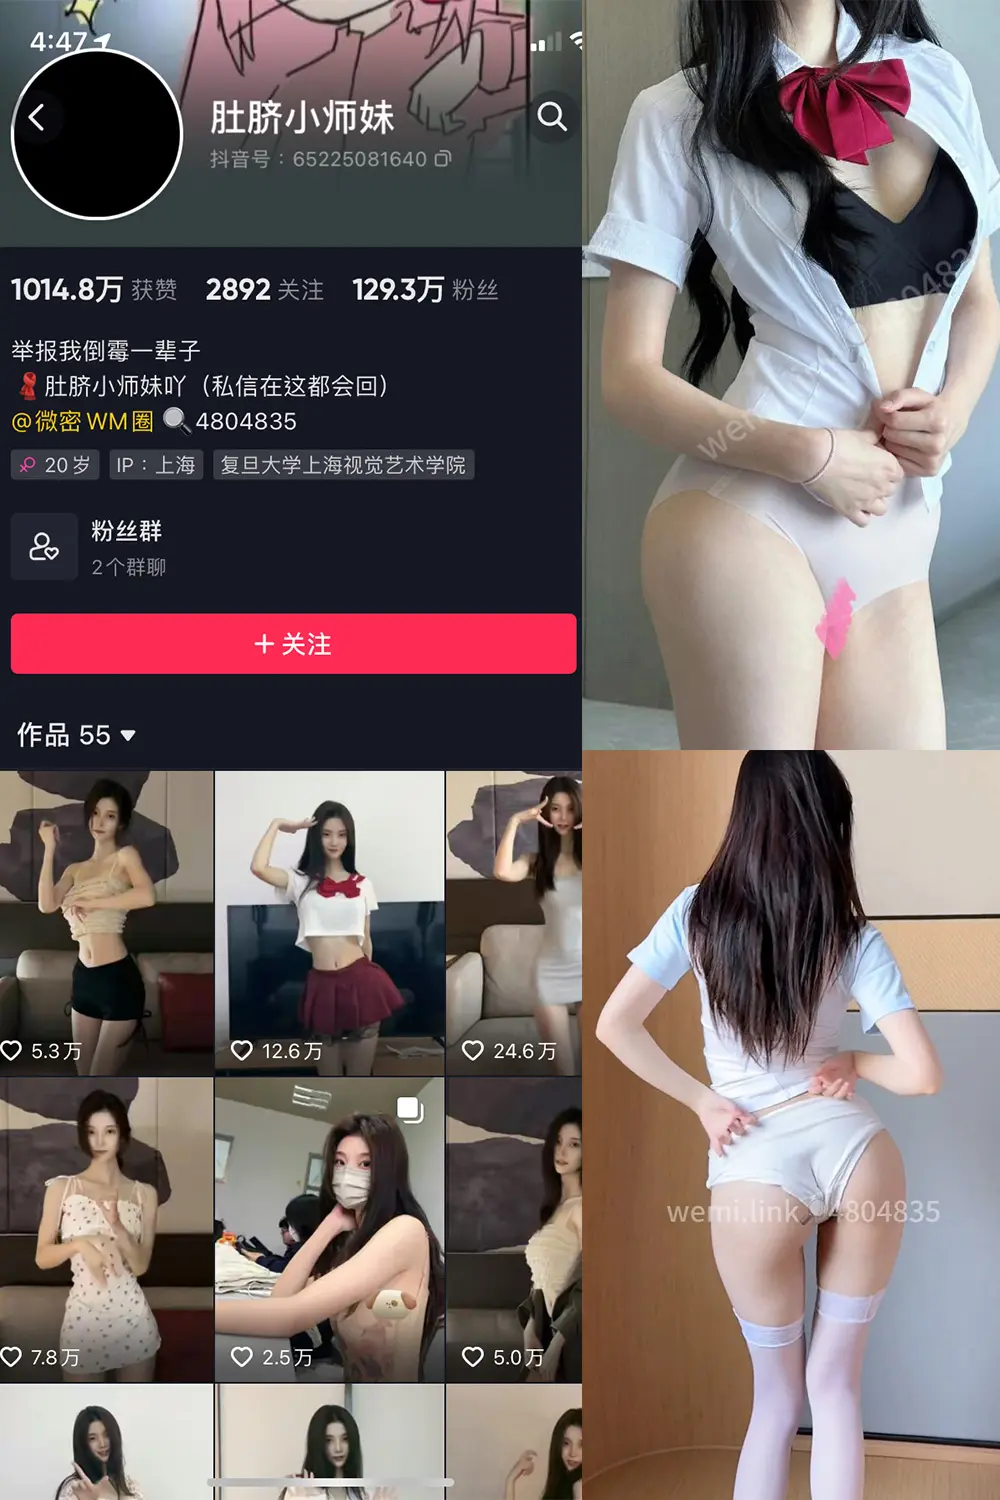 4:47
肚脐小师妹
抖音号：65225081640
1014.8万 获赞 2892 关注 129.3万 粉丝
举报我倒霉一辈子
肚脐小师妹吖（私信在这都会回）
@微密WM圈 🔍4804835
20岁 IP：上海 复旦大学上海视觉艺术学院
粉丝群
2个群聊
+ 关注
作品 55
5.3万 12.6万 24.6万
7.8万 2.5万 5.0万
wemi.link 4804835